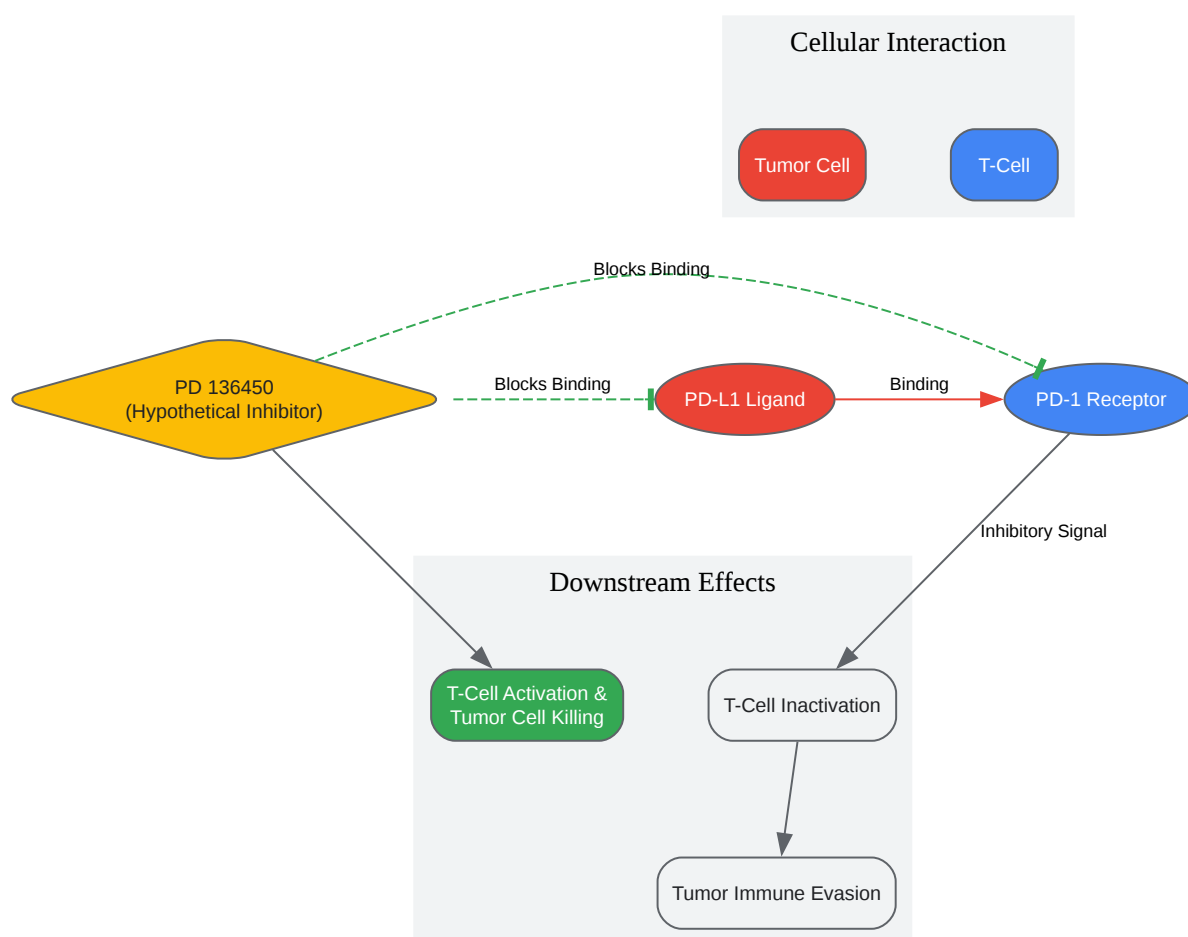 Cellular Interaction
Tumor Cell
T-Cell
Blocks Binding
PD 136450
(Hypothetical Inhibitor)
Blocks Binding
PD-L1 Ligand
Binding
PD-1 Receptor
Inhibitory Signal
Downstream Effects
T-Cell Activation &
Tumor Cell Killing
T-Cell Inactivation
Tumor Immune Evasion